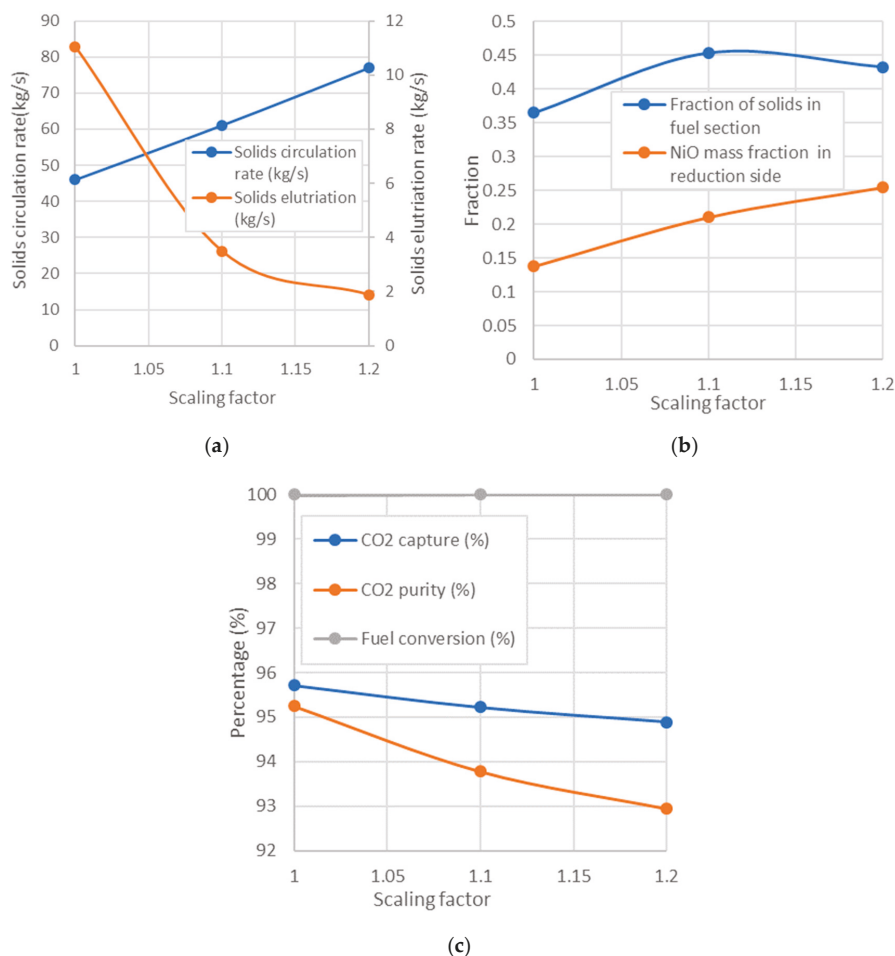 90
80
70
60
50
40
30
20
10
0
Solids circulation rate(kg/s)
12
10
8
6
4
2
0
Solids elutriation rate (kg/s)
Solids circulation
rate (kg/s)
Solids elutriation
(kg/s)
1 1.05 1.1 1.15 1.2
Scaling factor
(a)
0.5
0.45
0.4
0.35
0.3
0.25
0.2
0.15
0.1
0.05
0
Fraction
Fraction of solids in
fuel section
NiO mass fraction in
reduction side
1 1.05 1.1 1.15 1.2
Scaling factor
(b)
100
99
98
97
96
95
94
93
92
Percentage (%)
CO2 capture (%)
CO2 purity (%)
Fuel conversion (%)
1 1.05 1.1 1.15 1.2
Scaling factor
(c)